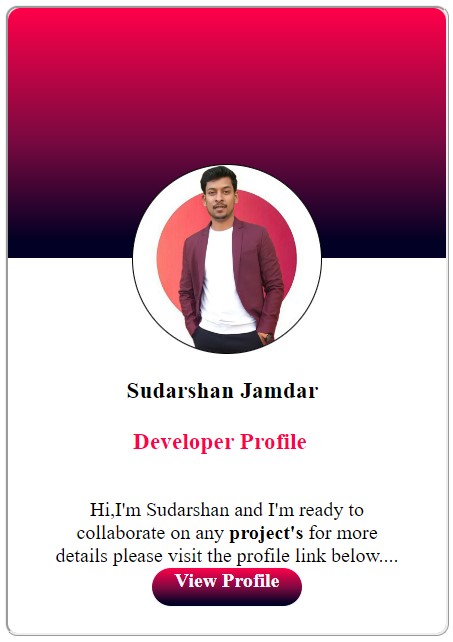 Sudarshan Jamdar
Developer Profile
Hi,I'm Sudarshan and I'm ready to
collaborate on any project's for more
details please visit the profile link below....
View Profile